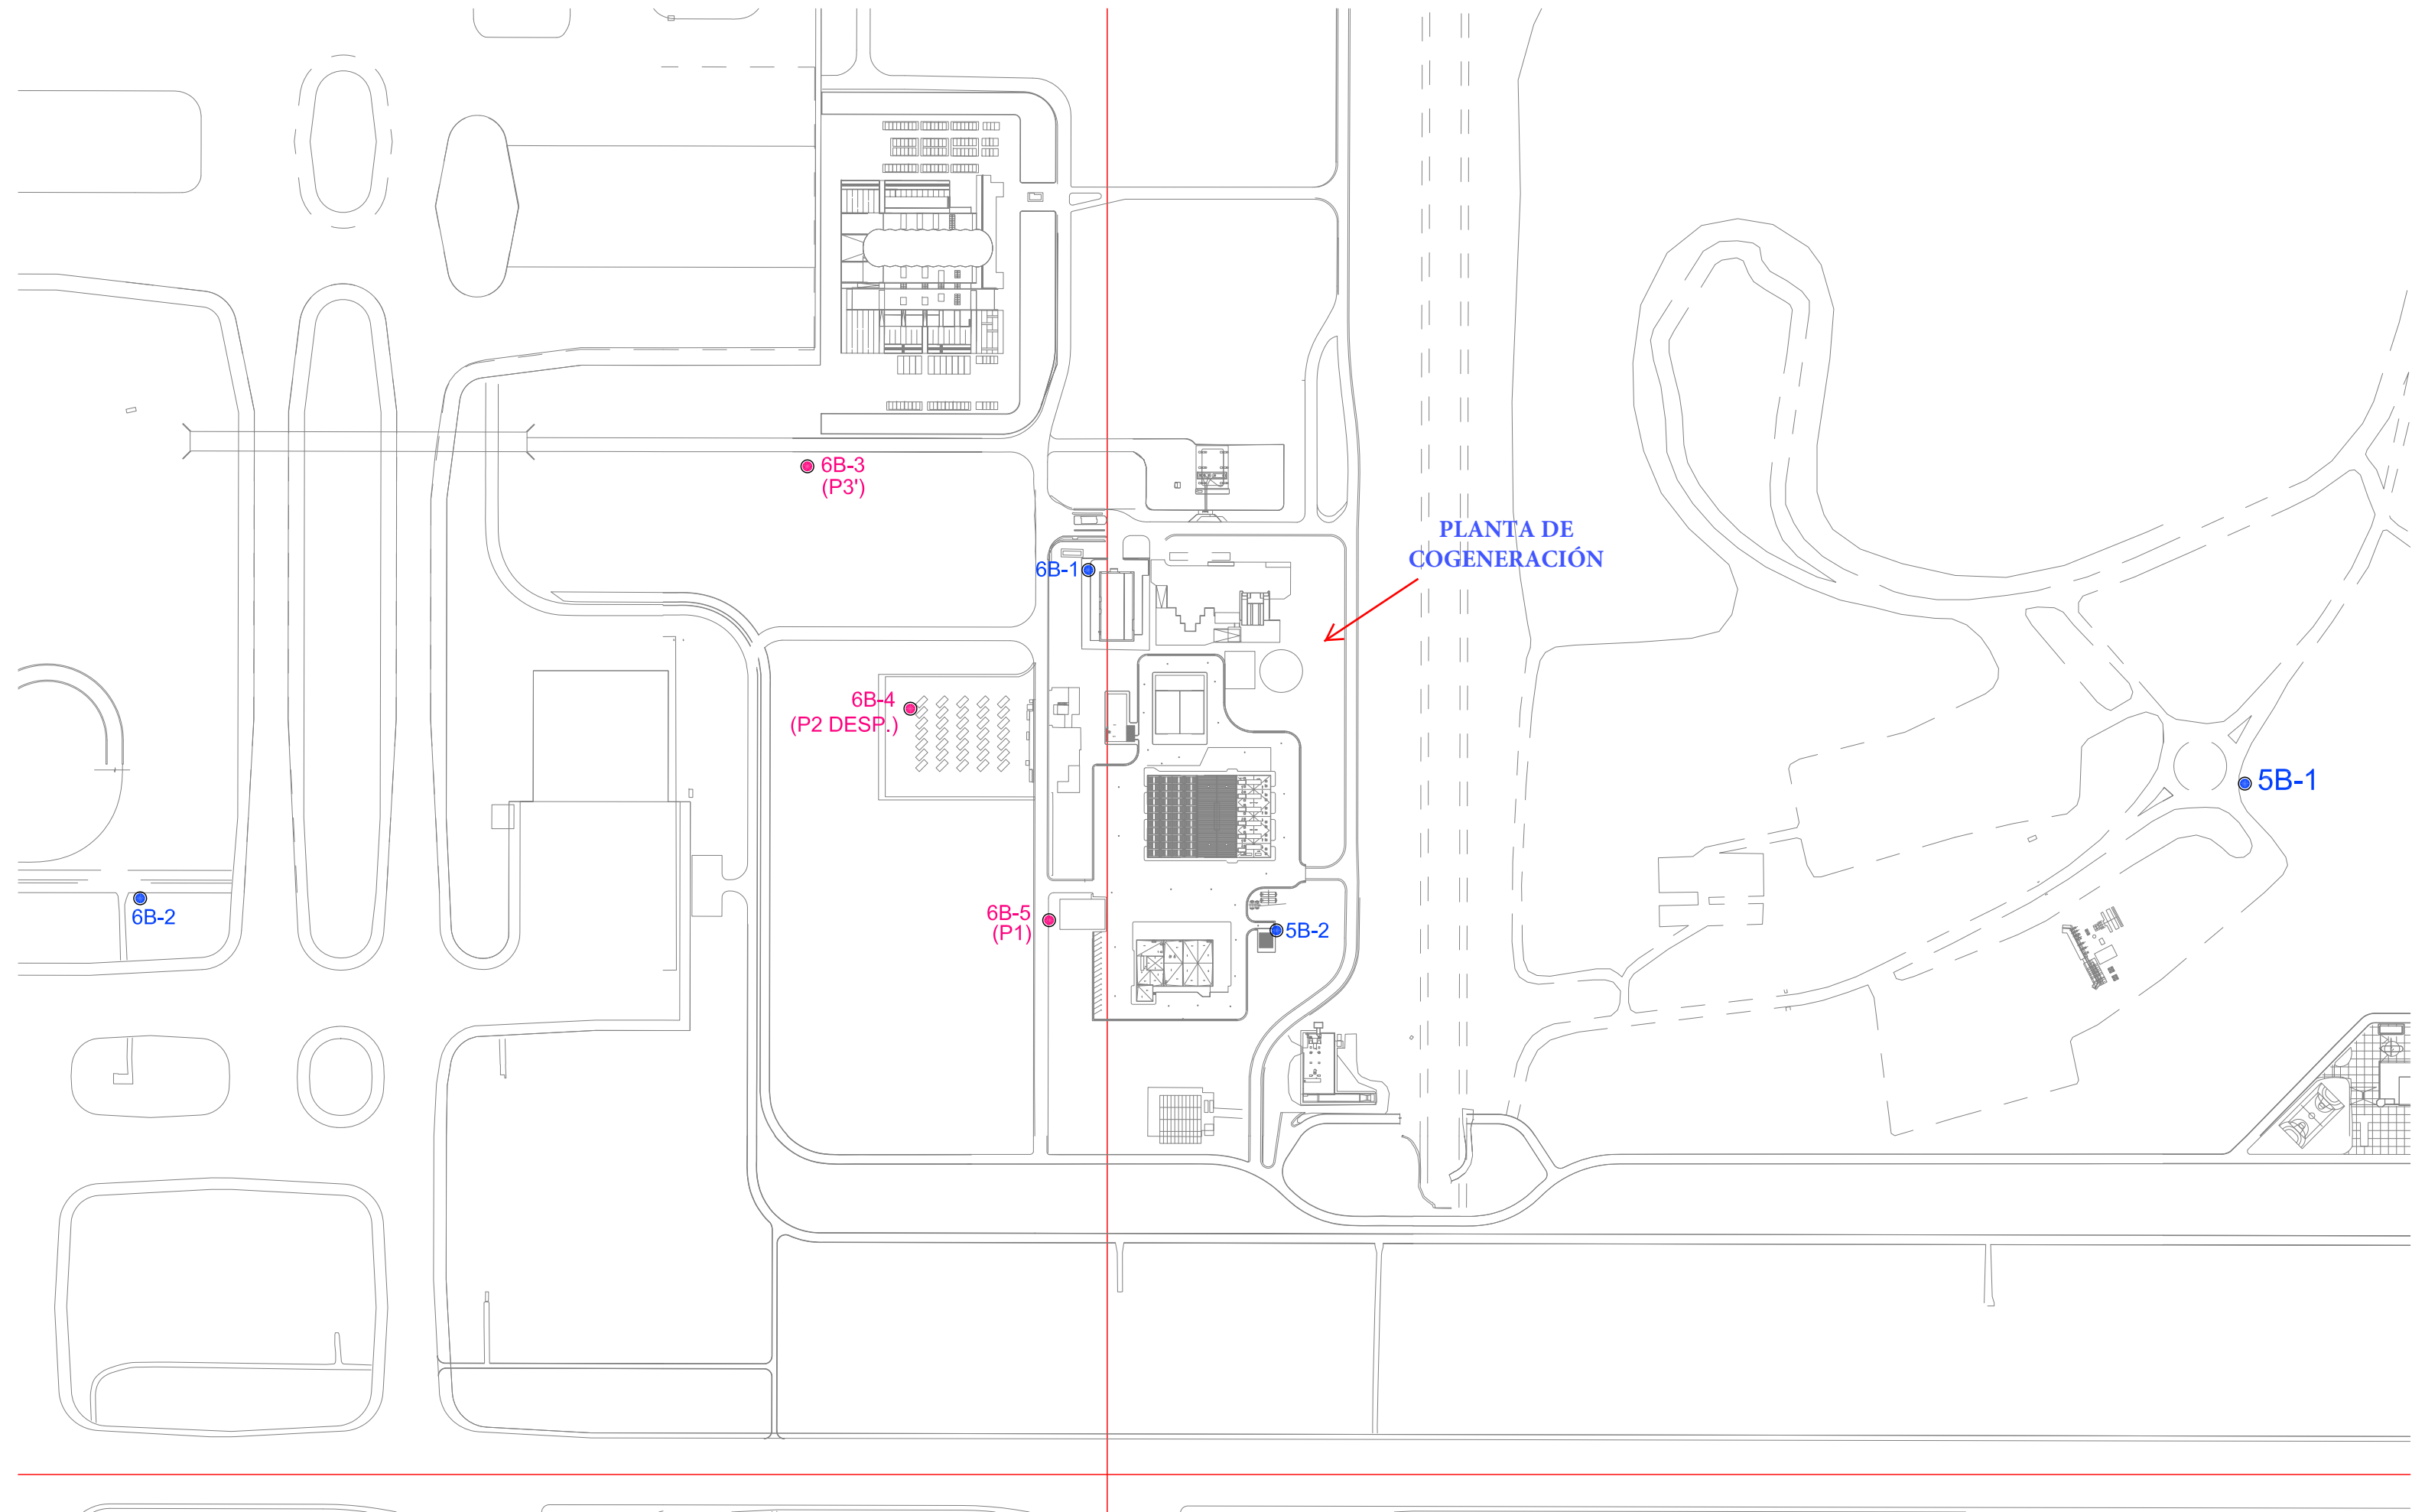 6B-3
(P3')
PLANTA DE
COGENERACIÓN
6B-1
6B-4
(P2 DESP.)
5B-1
6B-2
6B-5
(P1)
5B-2